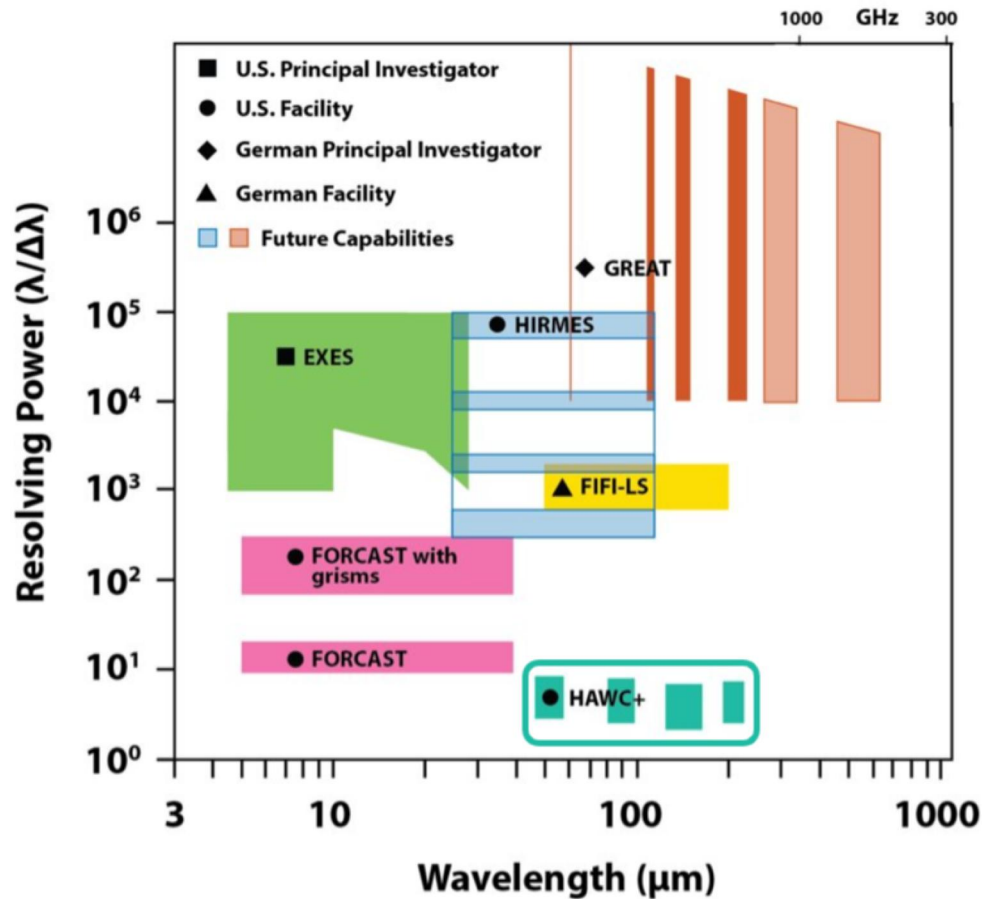 1000 GHz 300
U.S. Principal Investigator
U.S. Facility
German Principal Investigator
German Facility
Future Capabilities
Resolving Power (λ/Δλ)
10⁶
10⁵
10⁴
10³
10²
10¹
10⁰
GREAT
HIRMES
EXES
FIFI-LS
FORCAST with
grisms
FORCAST
HAWC+
3 10 100 1000
Wavelength (μm)